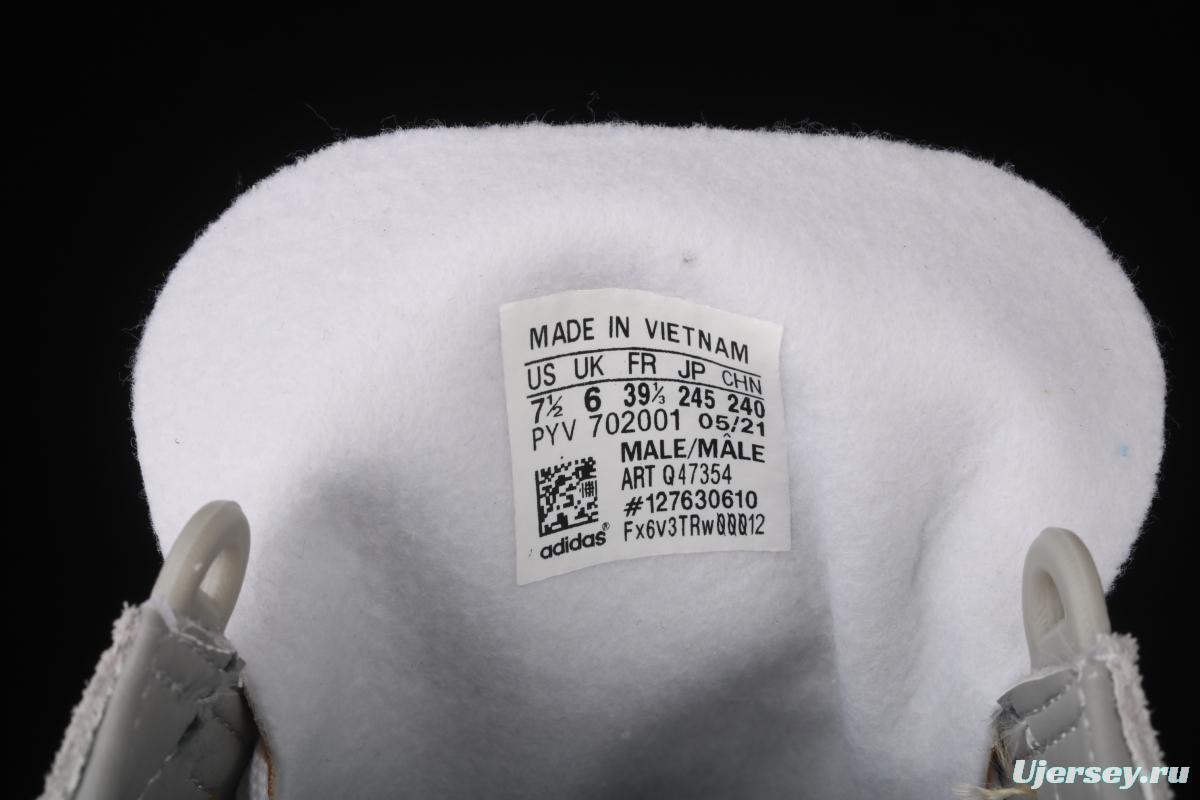 MADE IN VIETNAM
US UK FR JP CHN
7½ 6 39⅓ 245 240
PYV 702001 05/21
MALE/MÂLE
ART Q47354
#127630610
Fx6V3TRw00012
adidas®
Ujersey.ru